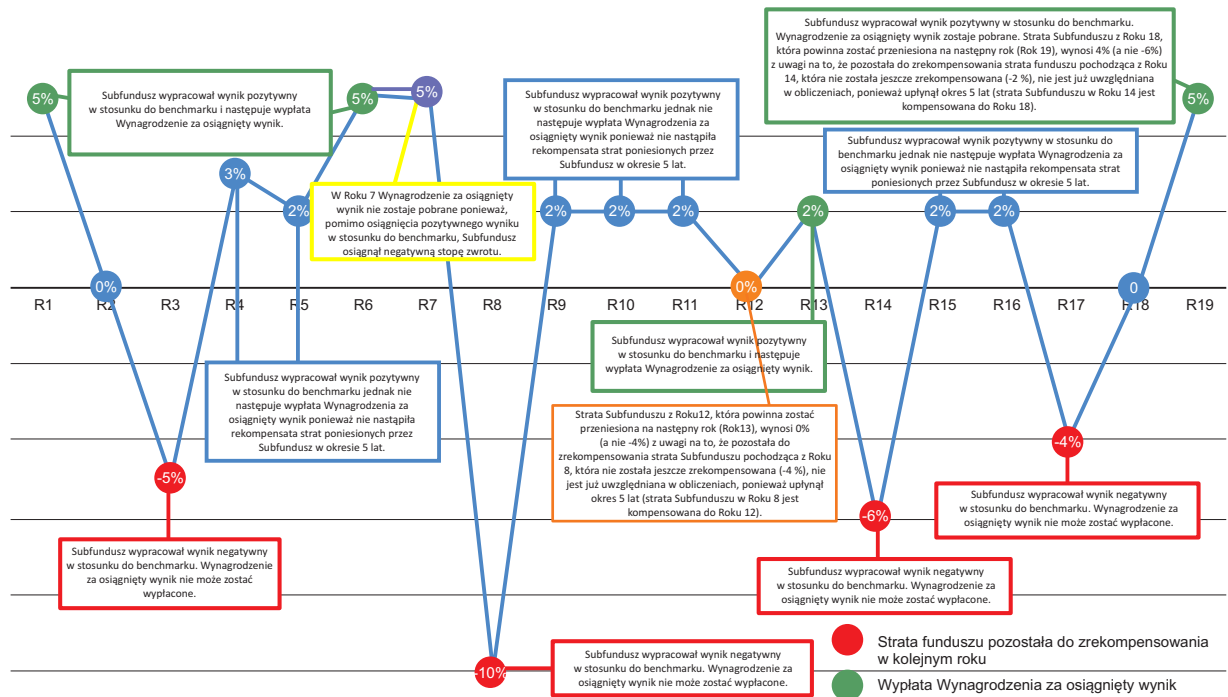 Subfundusz wypracował wynik pozytywny w stosunku do benchmarku.
Wynagrodzenie za osiągnięty wynik zostaje pobrane. Strata Subfunduszu z Roku 18,
która powinna zostać przeniesiona na następny rok (Rok 19), wynosi 4% (a nie -6%)
z uwagi na to, że pozostała do zrekompensowania strata funduszu pochodząca z Roku
14, która nie została jeszcze zrekompensowana (-2 %), nie jest już uwzględniana
w obliczeniach, ponieważ upłynął okres 5 lat (strata Subfunduszu w Roku 14 jest
kompensowana do Roku 18).
Subfundusz wypracował wynik pozytywny
w stosunku do benchmarku i następuje wypłata
Wynagrodzenie za osiągnięty wynik.
Subfundusz wypracował wynik pozytywny
w stosunku do benchmarku jednak nie
następuje wypłata Wynagrodzenia za
osiągnięty wynik ponieważ nie nastąpiła
rekompensata strat poniesionych przez
Subfundusz w okresie 5 lat.
Subfundusz wypracował wynik pozytywny w stosunku do
benchmarku jednak nie następuje wypłata Wynagrodzenia za
osiągnięty wynik ponieważ nie nastąpiła rekompensata strat
poniesionych przez Subfundusz w okresie 5 lat.
W Roku 7 Wynagrodzenie za osiągnięty
wynik nie zostaje pobrane ponieważ,
pomimo osiągnięcia pozytywnego wyniku
w stosunku do benchmarku, Subfundusz
osiągnął negatywną stopę zwrotu.
5%
0%
-5%
3%
2%
5%
5%
-10%
2%
2%
2%
0%
2%
-6%
2%
2%
-4%
0
5%
R1 R2 R3 R4 R5 R6 R7 R8 R9 R10 R11 R12 R13 R14 R15 R16 R17 R18 R19
Subfundusz wypracował wynik pozytywny
w stosunku do benchmarku i następuje
wypłata Wynagrodzenie za osiągnięty wynik.
Subfundusz wypracował wynik pozytywny
w stosunku do benchmarku jednak nie
następuje wypłata Wynagrodzenia za
osiągnięty wynik ponieważ nie nastąpiła
rekompensata strat poniesionych przez
Subfundusz w okresie 5 lat.
Strata Subfunduszu z Roku12, która powinna zostać
przeniesiona na następny rok (Rok13), wynosi 0%
(a nie -4%) z uwagi na to, że pozostała do
zrekompensowania strata Subfunduszu pochodząca z Roku
8, która nie została jeszcze zrekompensowana (-4 %), nie
jest już uwzględniana w obliczeniach, ponieważ upłynął
okres 5 lat (strata Subfunduszu w Roku 8 jest
kompensowana do Roku 12).
Subfundusz wypracował wynik negatywny
w stosunku do benchmarku. Wynagrodzenie za
osiągnięty wynik nie może zostać wypłacone.
Subfundusz wypracował wynik negatywny
w stosunku do benchmarku. Wynagrodzenie
za osiągnięty wynik nie może zostać
wypłacone.
Subfundusz wypracował wynik negatywny
w stosunku do benchmarku. Wynagrodzenie za
osiągnięty wynik nie może zostać wypłacone.
Subfundusz wypracował wynik negatywny
w stosunku do benchmarku. Wynagrodzenie za
osiągnięty wynik nie może zostać wypłacone.
Strata funduszu pozostała do zrekompensowania
w kolejnym roku
Wypłata Wynagrodzenia za osiągnięty wynik